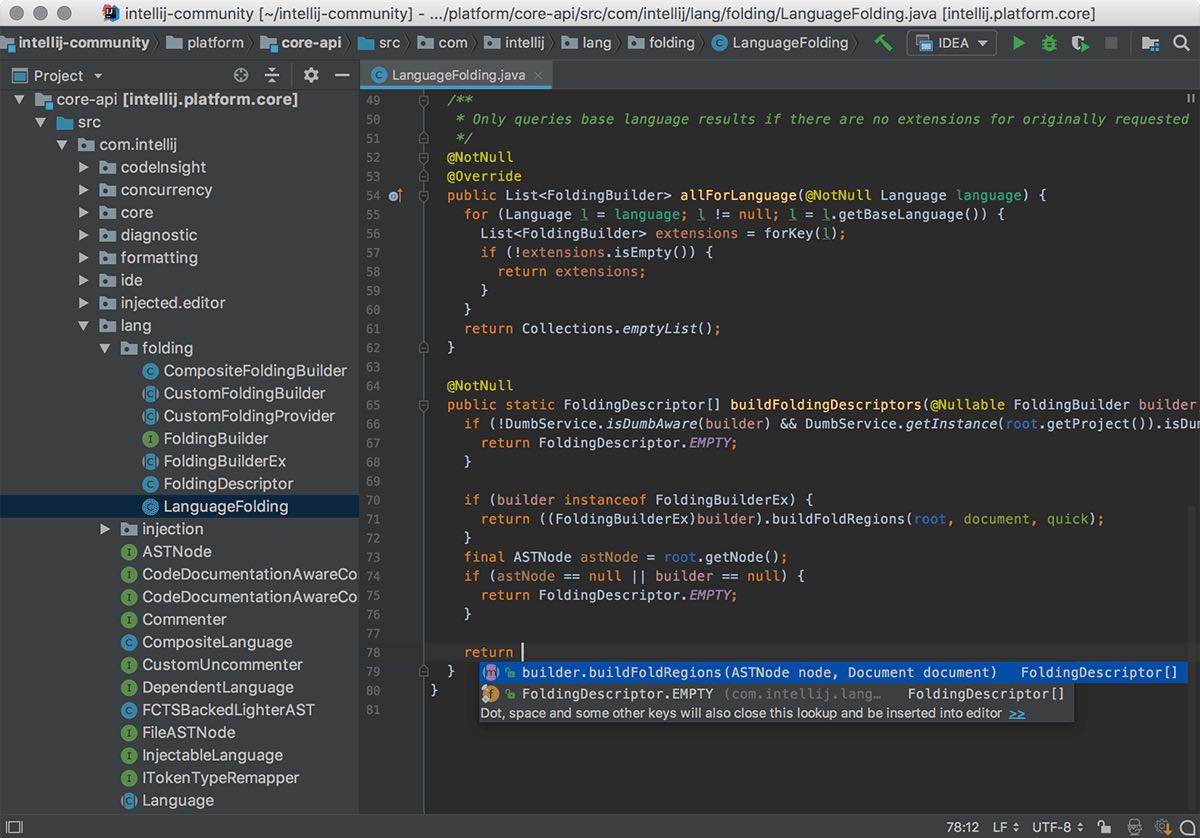 intellij-community [~/intellij-community] - .../platform/core-api/src/com/intellij/lang/folding/LanguageFolding.java [intellij.platform.core]
intellij-community platform core-api src com intellij lang folding LanguageFolding IDEA
Project
LanguageFolding.java
core-api [intellij.platform.core]
src
com.intellij
codeInsight
concurrency
core
diagnostic
formatting
ide
injected.editor
lang
folding
CompositeFoldingBuilder
CustomFoldingBuilder
CustomFoldingProvider
FoldingBuilder
FoldingBuilderEx
FoldingDescriptor
LanguageFolding
injection
ASTNode
CodeDocumentationAwareCo
CodeDocumentationAwareCo
Commenter
CompositeLanguage
CustomUncommenter
DependentLanguage
FCTSBackedLighterAST
FileASTNode
InjectableLanguage
ITokenTypeRemapper
Language
49 /**
50 * Only queries base language results if there are no extensions for originally requested
51 */
52 @NotNull
53 @Override
54 public List<FoldingBuilder> allForLanguage(@NotNull Language language) {
55 for (Language l = language; l != null; l = l.getBaseLanguage()) {
56 List<FoldingBuilder> extensions = forKey(l);
57 if (!extensions.isEmpty()) {
58 return extensions;
59 }
60 }
61 return Collections.emptyList();
62 }
63
64 @NotNull
65 public static FoldingDescriptor[] buildFoldingDescriptors(@Nullable FoldingBuilder builder
66 if (!DumbService.isDumbAware(builder) && DumbService.getInstance(root.getProject()).isDum
67 return FoldingDescriptor.EMPTY;
68 }
69
70 if (builder instanceof FoldingBuilderEx) {
71 return ((FoldingBuilderEx)builder).buildFoldRegions(root, document, quick);
72 }
73 final ASTNode astNode = root.getNode();
74 if (astNode == null || builder == null) {
75 return FoldingDescriptor.EMPTY;
76 }
77
78 return
79 }
80 }
81
builder.buildFoldRegions(ASTNode node, Document document) FoldingDescriptor[]
FoldingDescriptor.EMPTY (com.intellij.lang… FoldingDescriptor[]
Dot, space and some other keys will also close this lookup and be inserted into editor >>
78:12 LF UTF-8